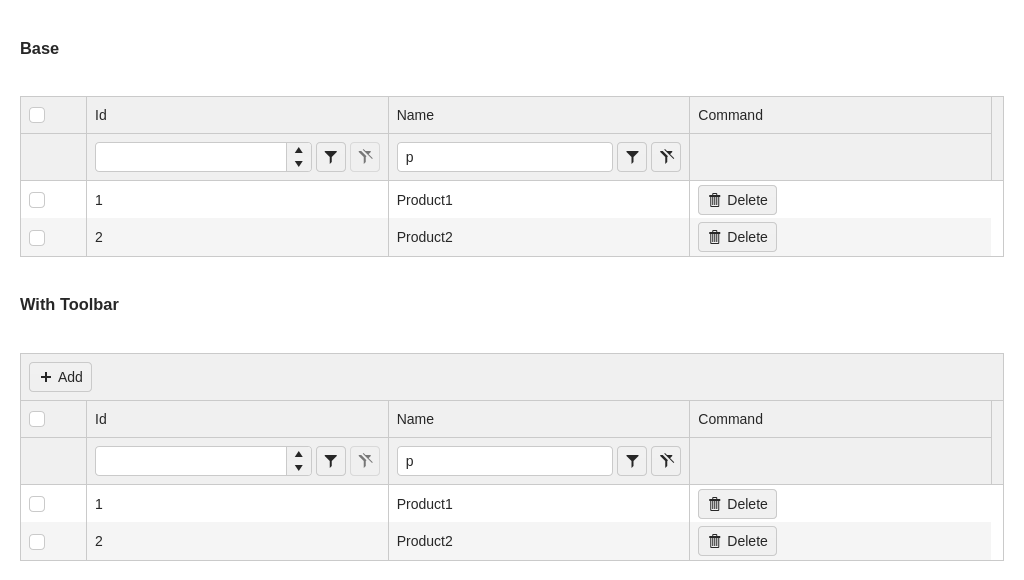 Base
Id Name Command
p
1 Product1 Delete
2 Product2 Delete
With Toolbar
Add
Id Name Command
p
1 Product1 Delete
2 Product2 Delete